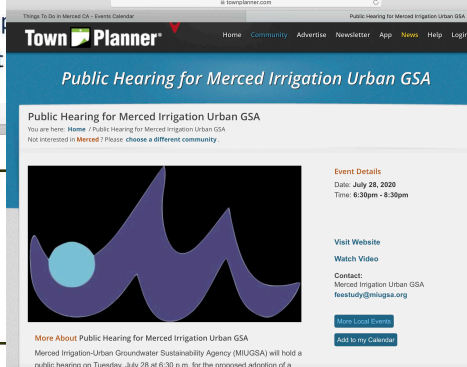 townplanner.com
Things To Do in Merced CA - Events Calendar
Public Hearing for Merced Irrigation Urban GSA
Town Planner®
Home Community Advertise Newsletter App News Help Login
Public Hearing for Merced Irrigation Urban GSA
Public Hearing for Merced Irrigation Urban GSA
You are here: Home / Public Hearing for Merced Irrigation Urban GSA
Not interested in Merced ? Please choose a different community .
Event Details
Date: July 28, 2020
Time: 6:30pm - 8:30pm
Visit Website
Watch Video
Contact:
Merced Irrigation Urban GSA
feestudy@miugsa.org
More Local Events
Add to my Calendar
More About Public Hearing for Merced Irrigation Urban GSA
Merced Irrigation-Urban Groundwater Sustainability Agency (MIUGSA) will hold a
public hearing on Tuesday, July 28 at 6:30 p.m. for the proposed adoption of a